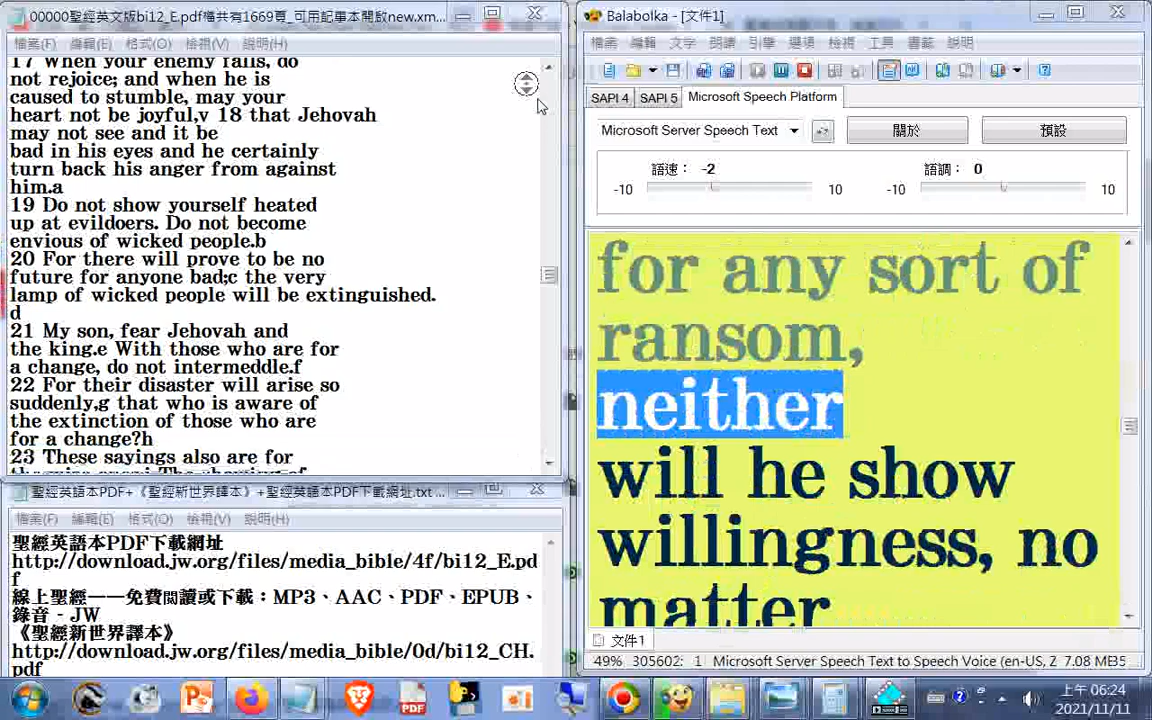 00000聖經英文版bi12_E.pdf檔共有1669頁_可用記事本開啟new.xm...
檔案(F) 編輯(E) 格式(O) 檢視(V) 說明(H)
17 When your enemy falls, do
not rejoice; and when he is
caused to stumble, may your
heart not be joyful,v 18 that Jehovah
may not see and it be
bad in his eyes and he certainly
turn back his anger from against
him.a
19 Do not show yourself heated
up at evildoers. Do not become
envious of wicked people.b
20 For there will prove to be no
future for anyone bad;c the very
lamp of wicked people will be extinguished.
d
21 My son, fear Jehovah and
the king.e With those who are for
a change, do not intermeddle.f
22 For their disaster will arise so
suddenly,g that who is aware of
the extinction of those who are
for a change?h
23 These sayings also are for
聖經英語本PDF+《聖經新世界譯本》+聖經英語本PDF下載網址.txt ...
檔案(F) 編輯(E) 格式(O) 檢視(V) 說明(H)
聖經英語本PDF下載網址
http://download.jw.org/files/media_bible/4f/bi12_E.pd
f
線上聖經——免費閱讀或下載：MP3、AAC、PDF、EPUB、
錄音 - JW
《聖經新世界譯本》
http://download.jw.org/files/media_bible/0d/bi12_CH.
pdf
Balabolka - [文件1]
檔案 編輯 文字 朗讀 引擎 選項 檢視 工具 書籤 說明
SAPI 4 SAPI 5 Microsoft Speech Platform
Microsoft Server Speech Text 關於 預設
語速： -2 語調： 0
-10 10 -10 10
for any sort of
ransom,
neither
will he show
willingness, no
matter
文件1
49% 305602: 1 Microsoft Server Speech Text to Speech Voice (en-US, Z 7.08 MB
上午 06:24
2021/11/11